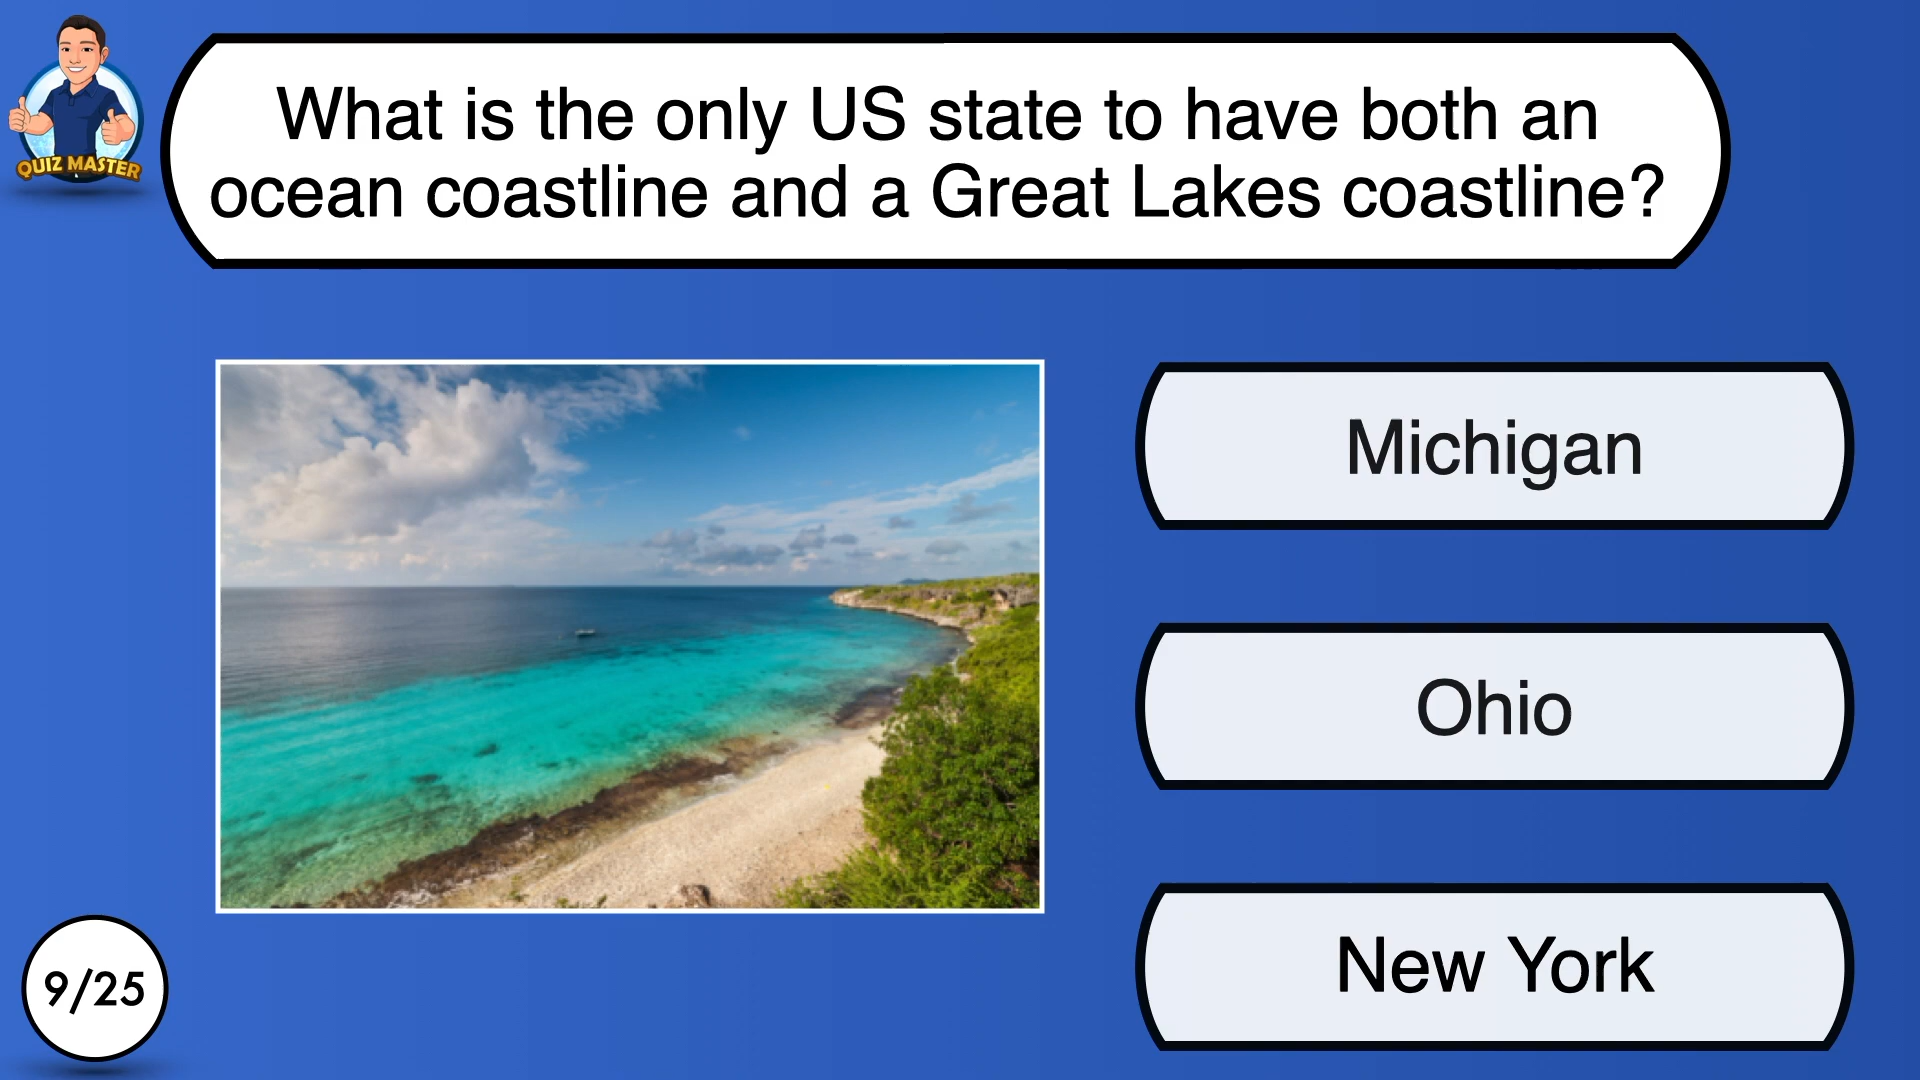 QUIZ MASTER
What is the only US state to have both an
ocean coastline and a Great Lakes coastline?
Michigan
Ohio
New York
9/25